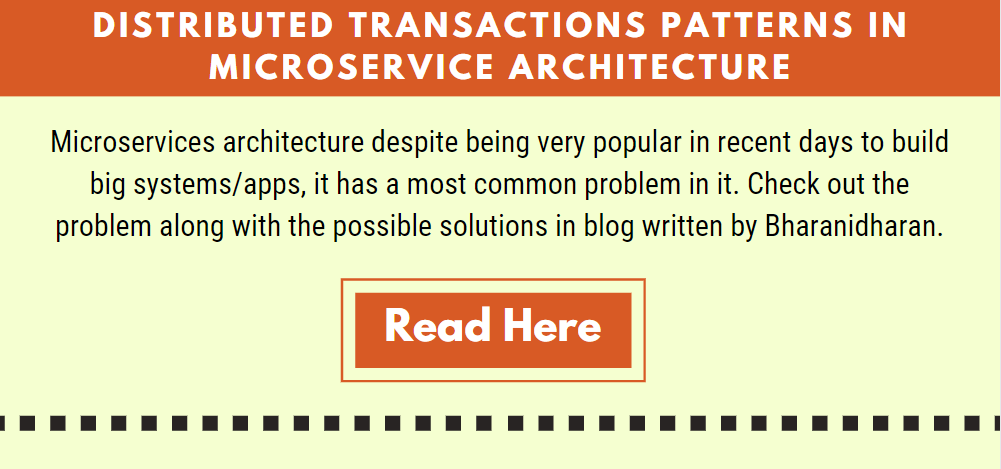 DISTRIBUTED TRANSACTIONS PATTERNS IN
MICROSERVICE ARCHITECTURE
Microservices architecture despite being very popular in recent days to build
big systems/apps, it has a most common problem in it. Check out the
problem along with the possible solutions in blog written by Bharanidharan.
Read Here